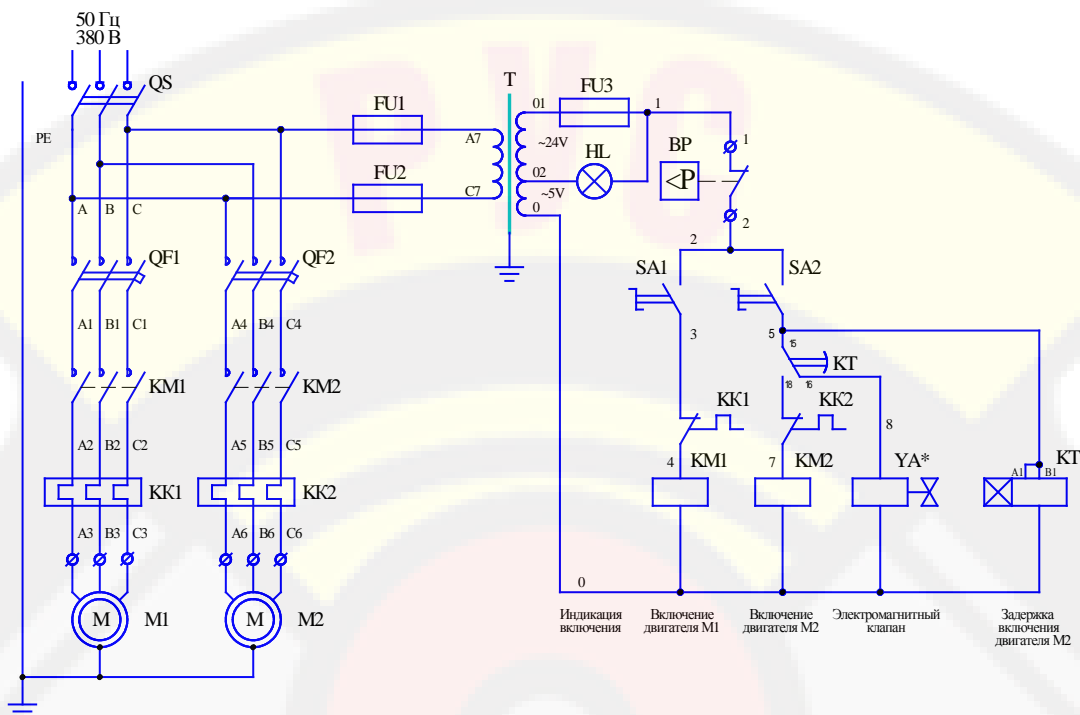 50 Гц
380 В
QS
PE
A B C
FU1
FU2
A7
C7
T
01
FU3
1
~24V
HL
02
~5V
0
BP
<P
1
2
2
QF1
QF2
SA1
SA2
A1 B1 C1
A4 B4 C4
3
5
15
KT
18 16
KM1
KM2
KK1
KK2
8
A2 B2 C2
A5 B5 C5
4
KM1
7
KM2
YA*
KT
A1 B1
KK1
KK2
A3 B3 C3
A6 B6 C6
M
M1
M
M2
0
Индикация
включения
Включение
двигателя М1
Включение
двигателя М2
Электромагнитный
клапан
Задержка
включения
двигателя М2
PVG